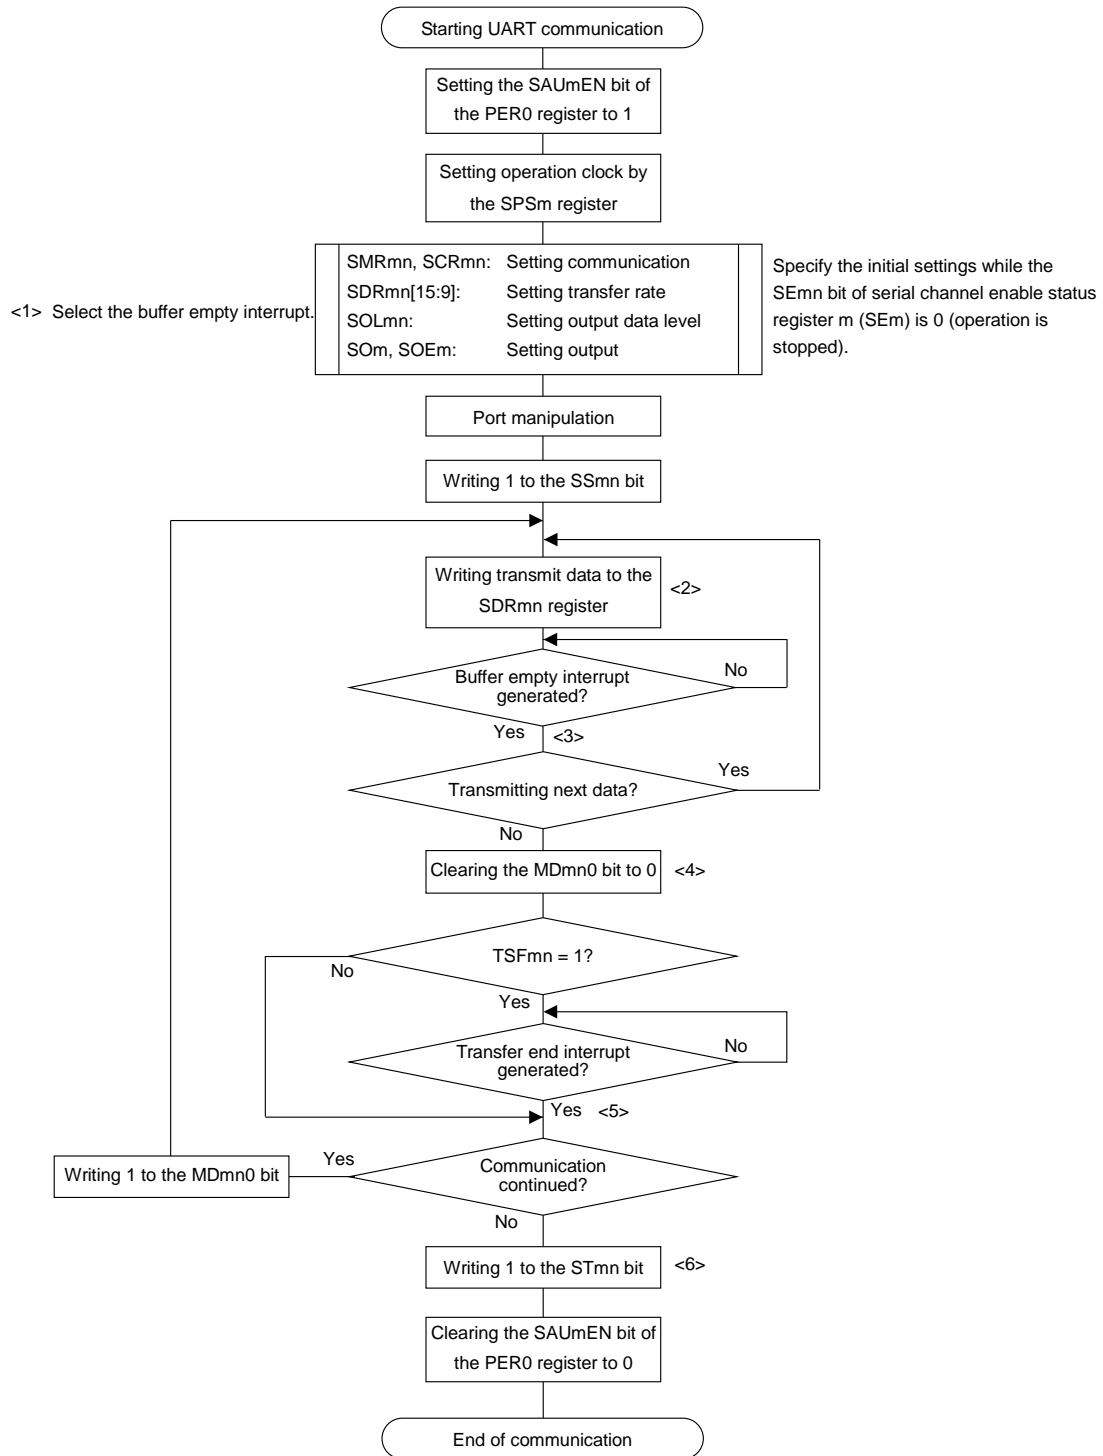 Starting UART communication
Setting the SAUmEN bit of
the PER0 register to 1
Setting operation clock by
the SPSm register
<1> Select the buffer empty interrupt.
SMRmn, SCRmn: Setting communication
SDRmn[15:9]: Setting transfer rate
SOLmn: Setting output data level
SOm, SOEm: Setting output
Specify the initial settings while the
SEmn bit of serial channel enable status
register m (SEm) is 0 (operation is
stopped).
Port manipulation
Writing 1 to the SSmn bit
Writing transmit data to the
SDRmn register
<2>
Buffer empty interrupt
generated?
No
Yes
<3>
Transmitting next data?
Yes
No
Clearing the MDmn0 bit to 0
<4>
TSFmn = 1?
No
Yes
Transfer end interrupt
generated?
No
Yes
<5>
Writing 1 to the MDmn0 bit
Yes
Communication
continued?
No
Writing 1 to the STmn bit
<6>
Clearing the SAUmEN bit of
the PER0 register to 0
End of communication